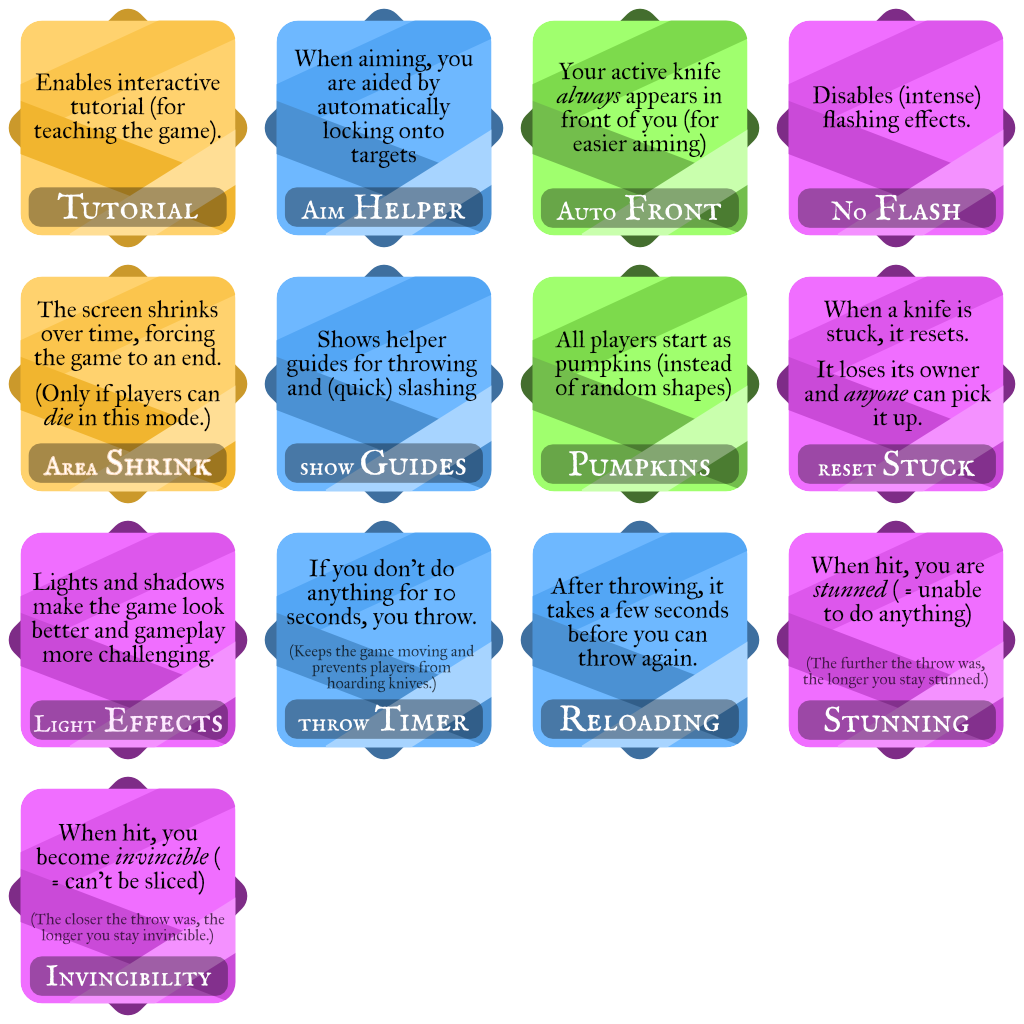 Enables interactive
tutorial (for
teaching the game).
Tutorial
When aiming, you
are aided by
automatically
locking onto
targets
Aim Helper
Your active knife
always appears in
front of you (for
easier aiming)
Auto Front
Disables (intense)
flashing effects.
No Flash
The screen shrinks
over time, forcing
the game to an end.
(Only if players can
die in this mode.)
Area Shrink
Shows helper
guides for throwing
and (quick) slashing
show Guides
All players start as
pumpkins (instead
of random shapes)
Pumpkins
When a knife is
stuck, it resets.
It loses its owner
and anyone can pick
it up.
reset Stuck
Lights and shadows
make the game look
better and gameplay
more challenging.
Light Effects
If you don't do
anything for 10
seconds, you throw.
(Keeps the game moving and
prevents players from
hoarding knives.)
throw Timer
After throwing, it
takes a few seconds
before you can
throw again.
Reloading
When hit, you are
stunned ( = unable
to do anything)
(The further the throw was,
the longer you stay stunned.)
Stunning
When hit, you
become invincible (
= can't be sliced)
(The closer the throw was, the
longer you stay invincible.)
Invincibility